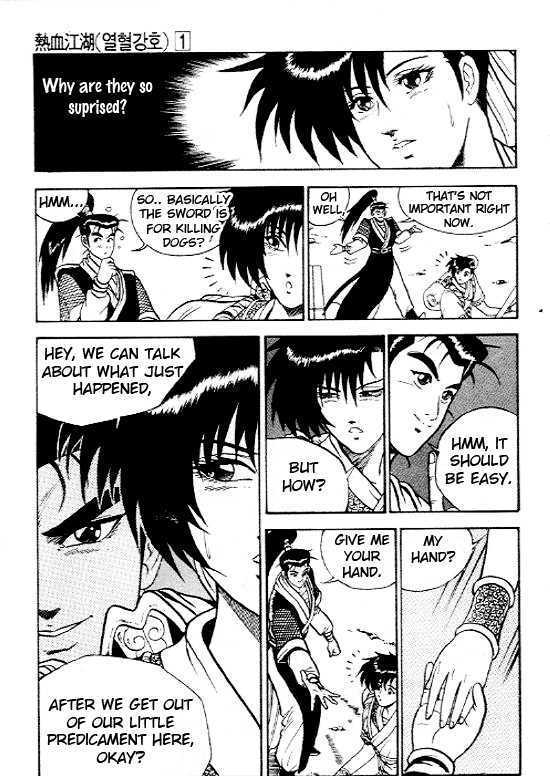 熱血江湖(열혈강호) 1
Why are they so
suprised?
HMM...
SO.. BASICALLY
THE SWORD IS
FOR KILLING
DOGS?
OH
WELL.
THAT'S NOT
IMPORTANT RIGHT
NOW.
HEY, WE CAN TALK
ABOUT WHAT JUST
HAPPENED,
AFTER WE GET OUT
OF OUR LITTLE
PREDICAMENT HERE,
OKAY?
BUT
HOW?
HMM, IT
SHOULD
BE EASY.
GIVE ME
YOUR
HAND.
MY
HAND?